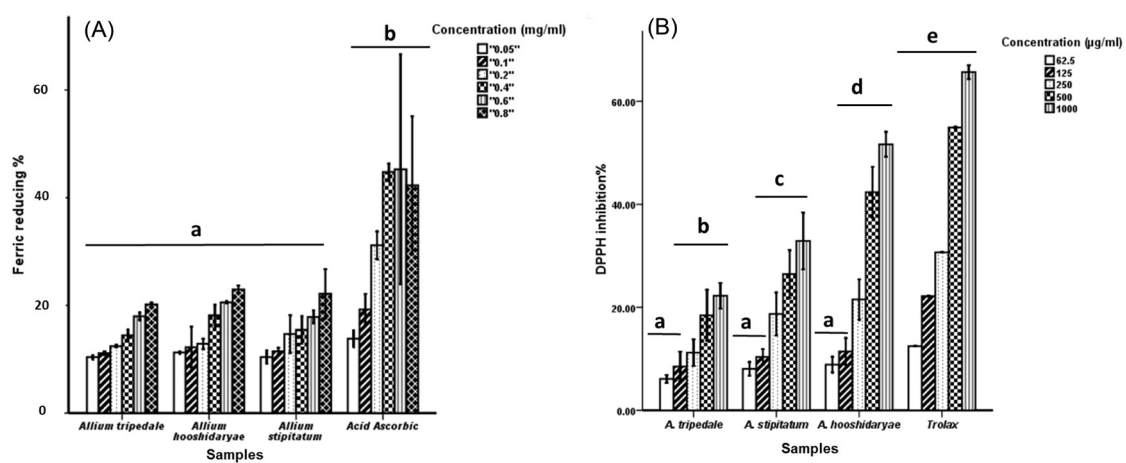 (A)
Concentration (mg/ml)
"0.05"
"0.1"
"0.2"
"0.4"
"0.6"
"0.8"
b
a
60
40
20
0
Ferric reducing %
Allium tripedale
Allium
hooshidaryae
Allium
stipitatum
Acid Ascorbic
Samples
(B)
Concentration (µg/ml)
62.5
125
250
500
1000
e
d
c
b
a
a
a
60.00
40.00
20.00
0.00
DPPH inhibition%
A. tripedale
A. stipitatum
A. hooshidaryae
Trolax
Samples